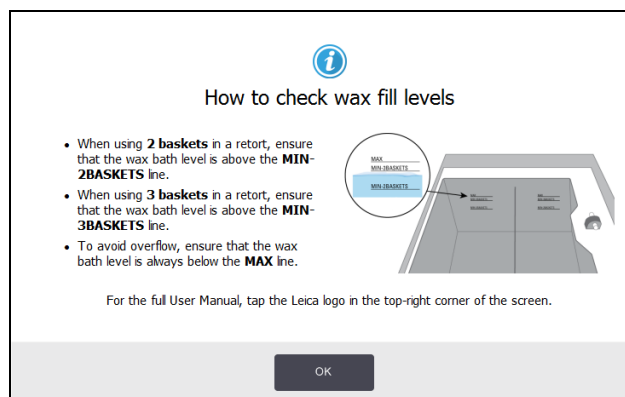 How to check wax fill levels
• When using 2 baskets in a retort, ensure
that the wax bath level is above the MIN-
2BASKETS line.
• When using 3 baskets in a retort, ensure
that the wax bath level is above the MIN-
3BASKETS line.
• To avoid overflow, ensure that the wax
bath level is always below the MAX line.
MAX
MIN-3BASKETS
MIN-2BASKETS
For the full User Manual, tap the Leica logo in the top-right corner of the screen.
OK